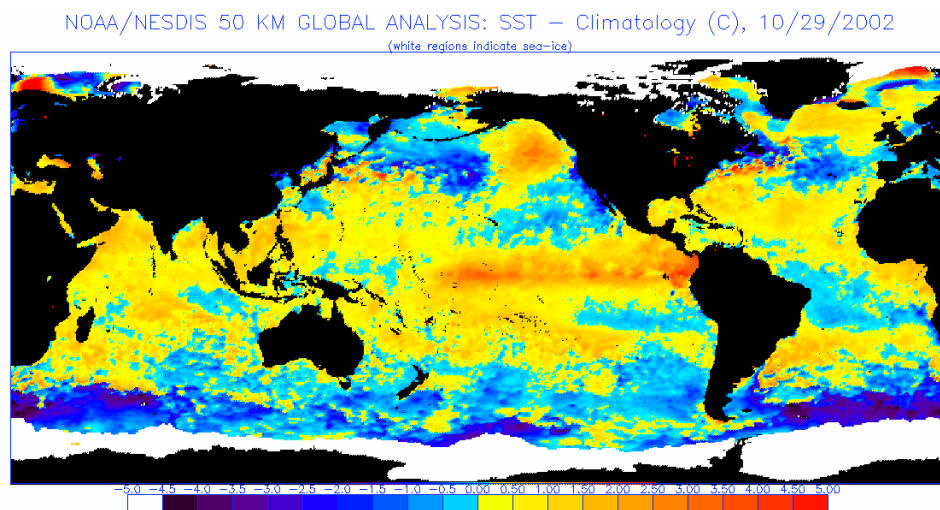 NOAA/NESDIS 50 KM GLOBAL ANALYSIS: SST – Climatology (C), 10/29/2002
(white regions indicate sea-ice)
-5.0 -4.5 -4.0 -3.5 -3.0 -2.5 -2.0 -1.5 -1.0 -0.5 0.00 0.50 1.00 1.50 2.00 2.50 3.00 3.50 4.00 4.50 5.00